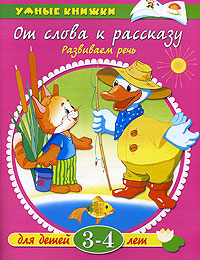 УМНЫЕ КНИЖКИ
От слова к рассказу
Развиваем речь
для детей 3-4 лет